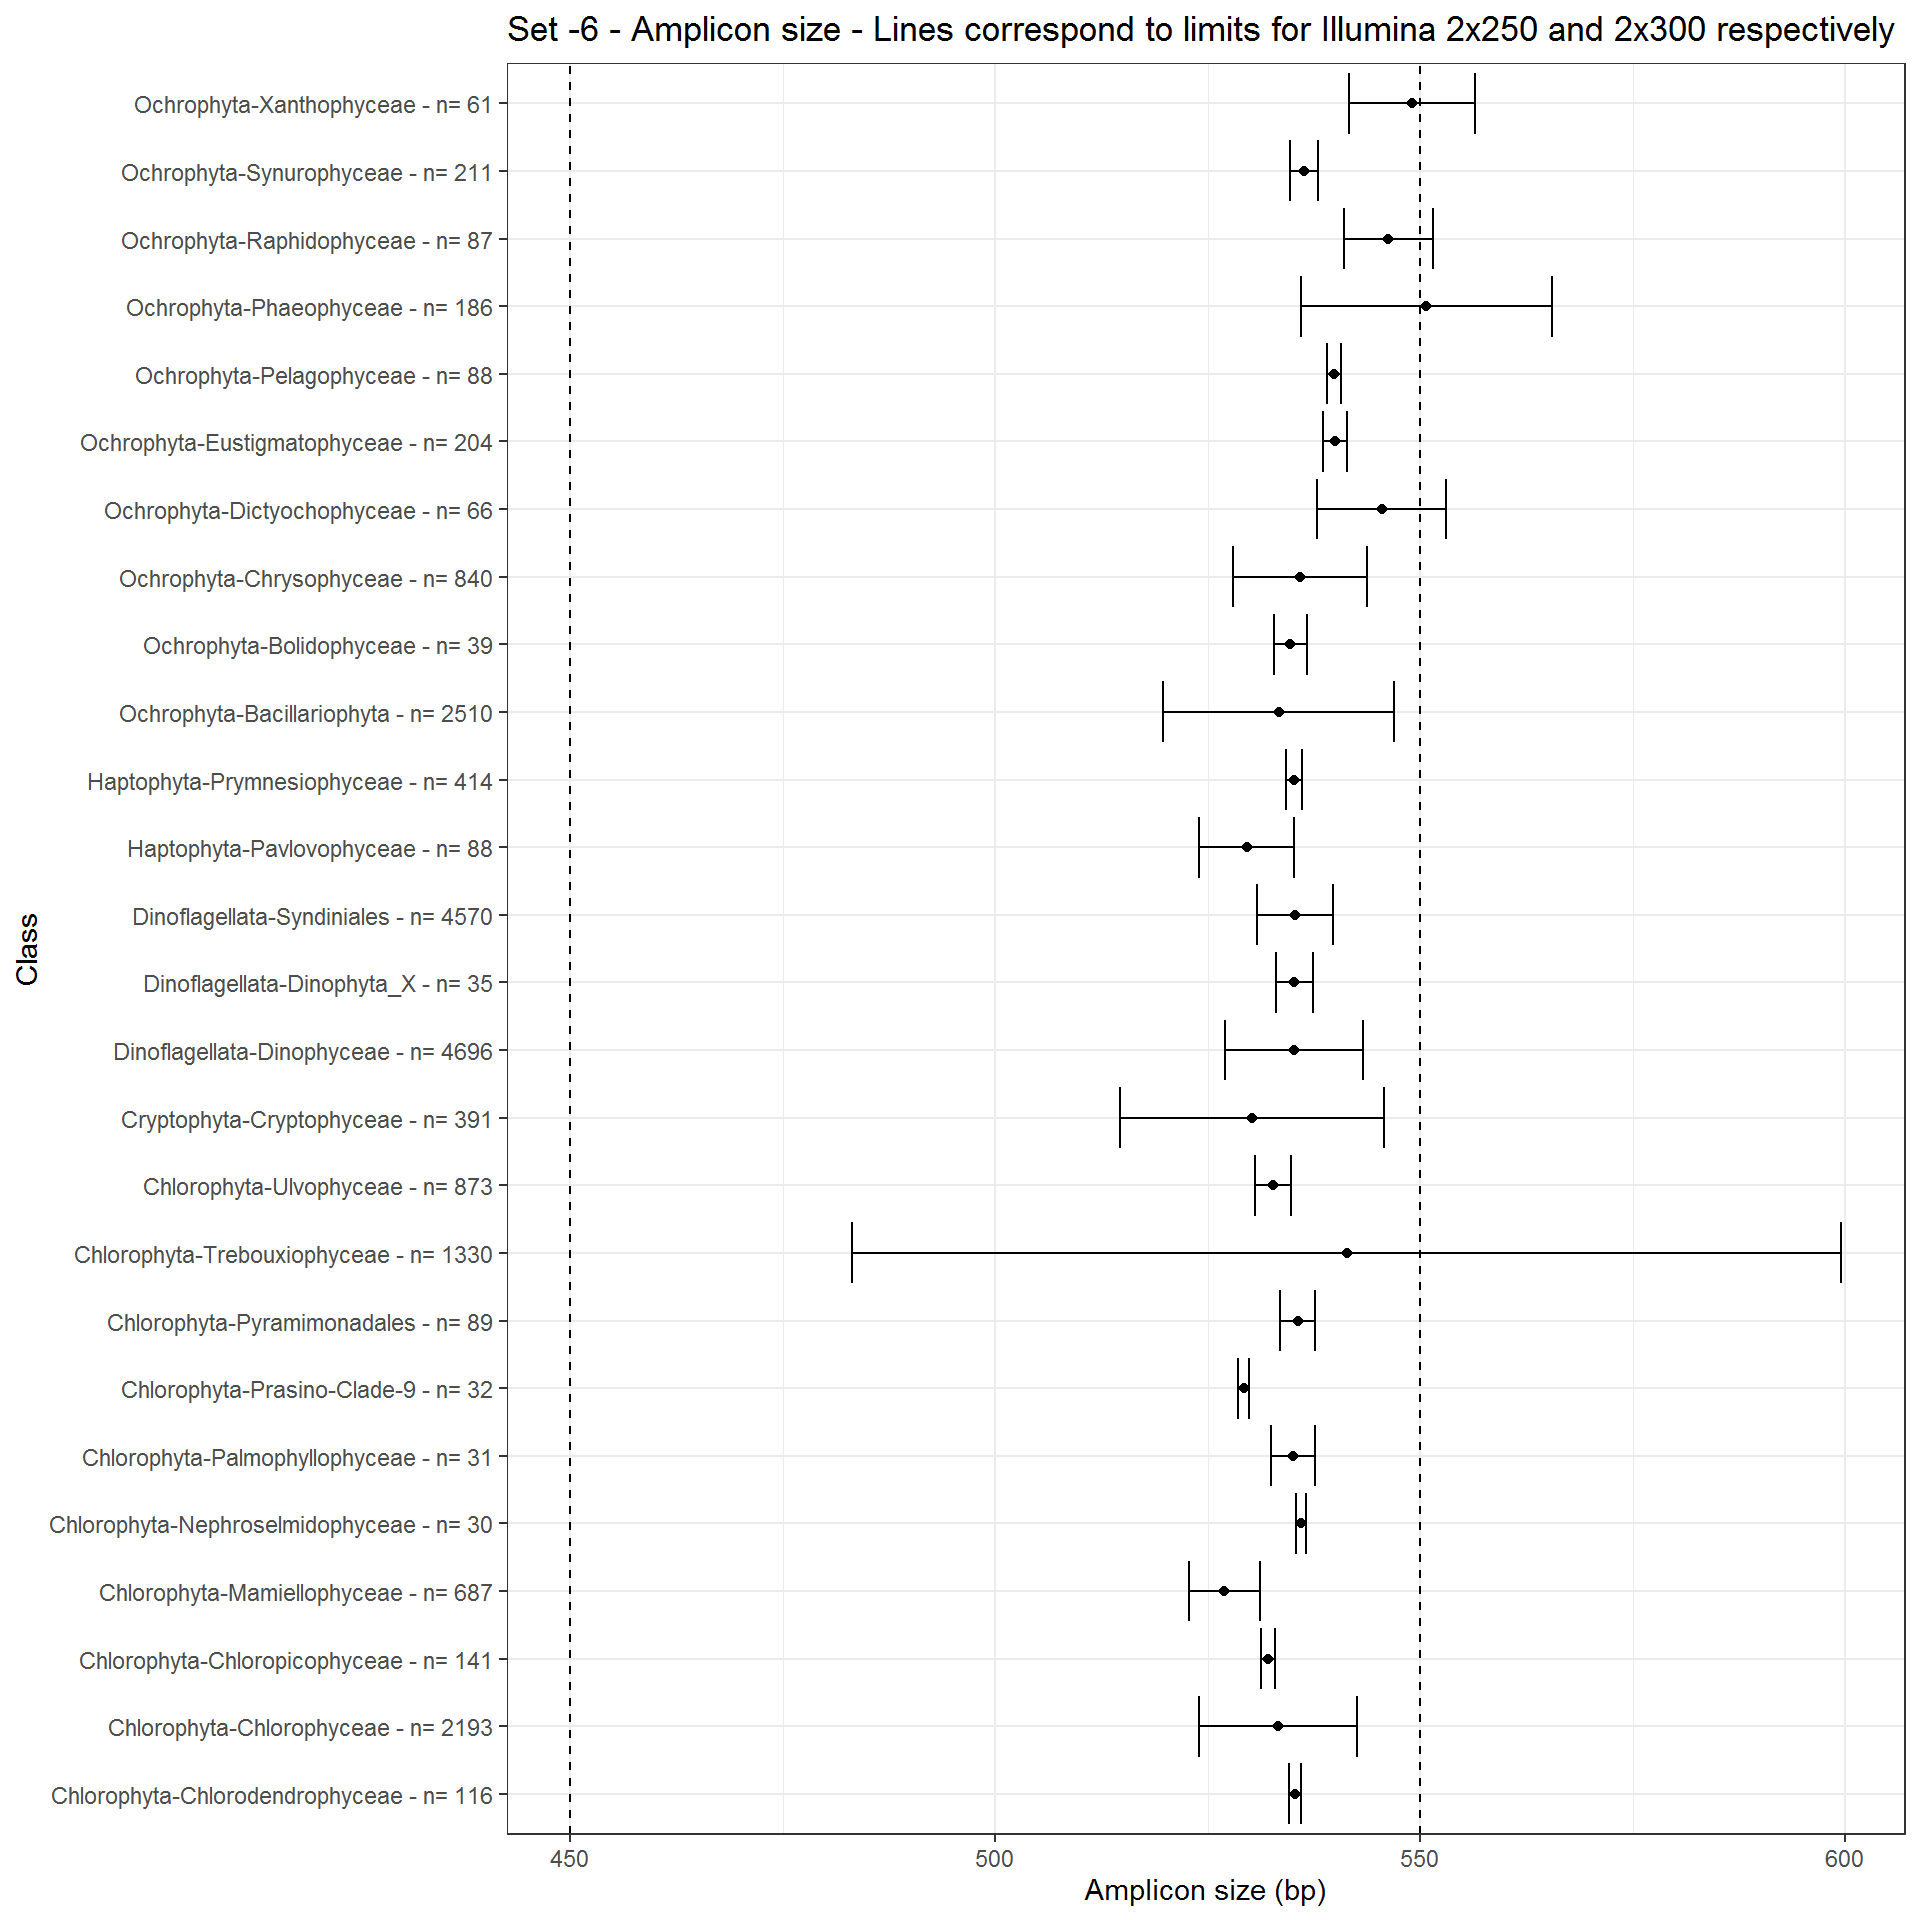 Set -6 - Amplicon size - Lines correspond to limits for Illumina 2x250 and 2x300 respectively
Ochrophyta-Xanthophyceae - n= 61
Ochrophyta-Synurophyceae - n= 211
Ochrophyta-Raphidophyceae - n= 87
Ochrophyta-Phaeophyceae - n= 186
Ochrophyta-Pelagophyceae - n= 88
Ochrophyta-Eustigmatophyceae - n= 204
Ochrophyta-Dictyochophyceae - n= 66
Ochrophyta-Chrysophyceae - n= 840
Ochrophyta-Bolidophyceae - n= 39
Ochrophyta-Bacillariophyta - n= 2510
Haptophyta-Prymnesiophyceae - n= 414
Haptophyta-Pavlovophyceae - n= 88
Dinoflagellata-Syndiniales - n= 4570
Dinoflagellata-Dinophyta_X - n= 35
Dinoflagellata-Dinophyceae - n= 4696
Cryptophyta-Cryptophyceae - n= 391
Chlorophyta-Ulvophyceae - n= 873
Chlorophyta-Trebouxiophyceae - n= 1330
Chlorophyta-Pyramimonadales - n= 89
Chlorophyta-Prasino-Clade-9 - n= 32
Chlorophyta-Palmophyllophyceae - n= 31
Chlorophyta-Nephroselmidophyceae - n= 30
Chlorophyta-Mamiellophyceae - n= 687
Chlorophyta-Chloropicophyceae - n= 141
Chlorophyta-Chlorophyceae - n= 2193
Chlorophyta-Chlorodendrophyceae - n= 116
Class
450 500 550 600
Amplicon size (bp)